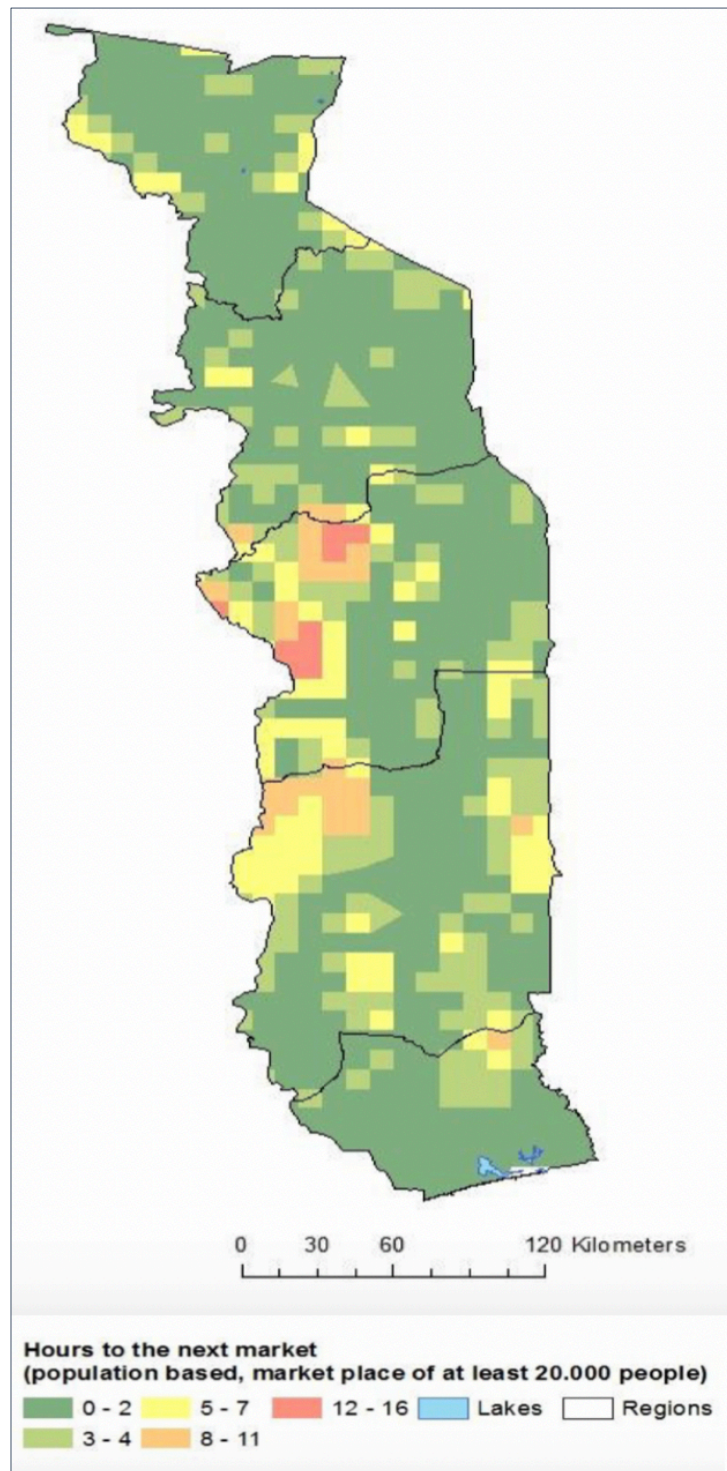 0 30 60 120 Kilometers
Hours to the next market
(population based, market place of at least 20.000 people)
0 - 2 5 - 7 12 - 16 Lakes Regions
3 - 4 8 - 11